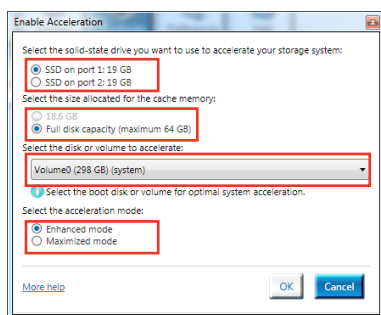 Enable Acceleration
Select the solid-state drive you want to use to accelerate your storage system:
SSD on port 1: 19 GB
SSD on port 2: 19 GB
Select the size allocated for the cache memory:
18.6 GB
Full disk capacity (maximum 64 GB)
Select the disk or volume to accelerate:
Volume0 (298 GB) (system)
Select the boot disk or volume for optimal system acceleration.
Select the acceleration mode:
Enhanced mode
Maximized mode
More help
OK
Cancel